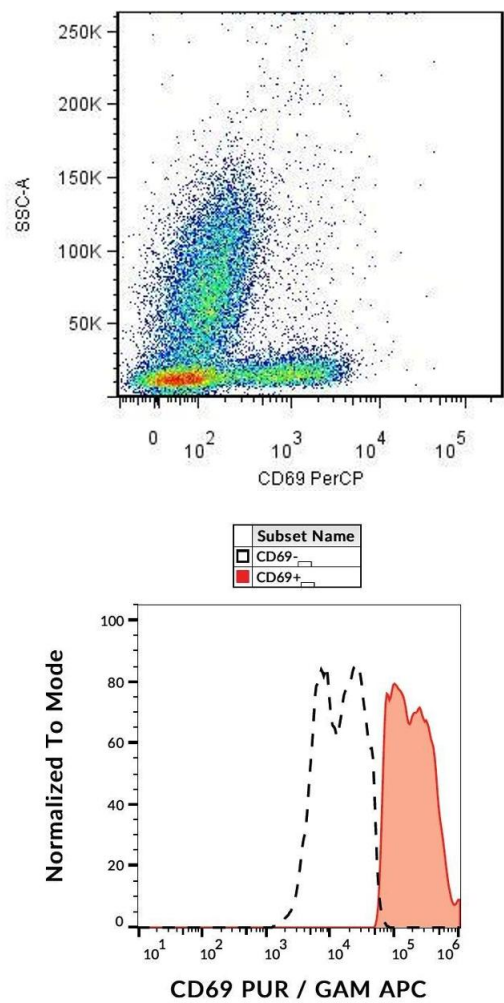 250K
200K
150K
100K
50K
SSC-A
0 10^2 10^3 10^4 10^5
CD69 PerCP
Subset Name
CD69-
CD69+
100
80
60
40
20
0
Normalized To Mode
10^1 10^2 10^3 10^4 10^5 10^6
CD69 PUR / GAM APC